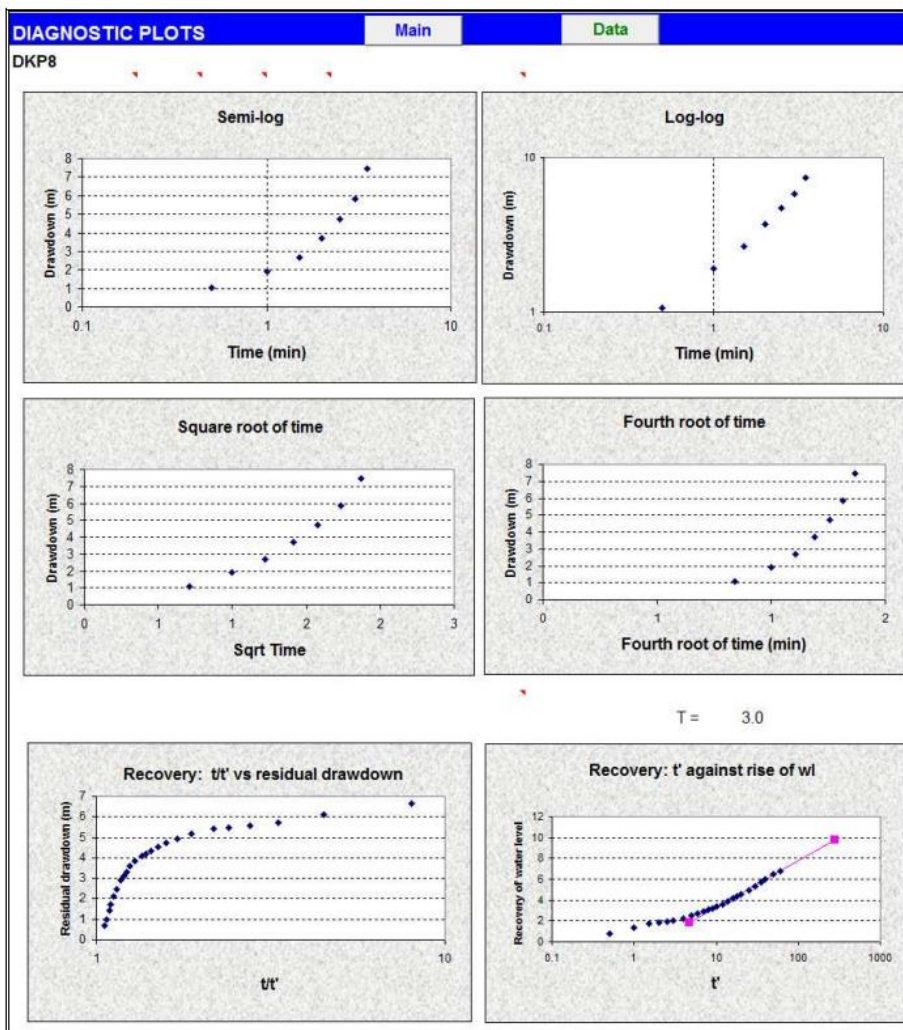 DIAGNOSTIC PLOTS Main Data
DKP8
Semi-log
Drawdown (m)
8
7
6
5
4
3
2
1
0
0.1 1 10
Time (min)
Log-log
Drawdown (m)
10
1
0.1 1 10
Time (min)
Square root of time
Drawdown (m)
8
7
6
5
4
3
2
1
0
0 1 1 2 2 3
Sqrt Time
Fourth root of time
Drawdown (m)
8
7
6
5
4
3
2
1
0
0 1 1 2
Fourth root of time (min)
T = 3.0
Recovery: t/t' vs residual drawdown
Residual drawdown (m)
7
6
5
4
3
2
1
0
1 10
t/t'
Recovery: t' against rise of wl
Recovery of water level
12
10
8
6
4
2
0
0.1 1 10 100 1000
t'